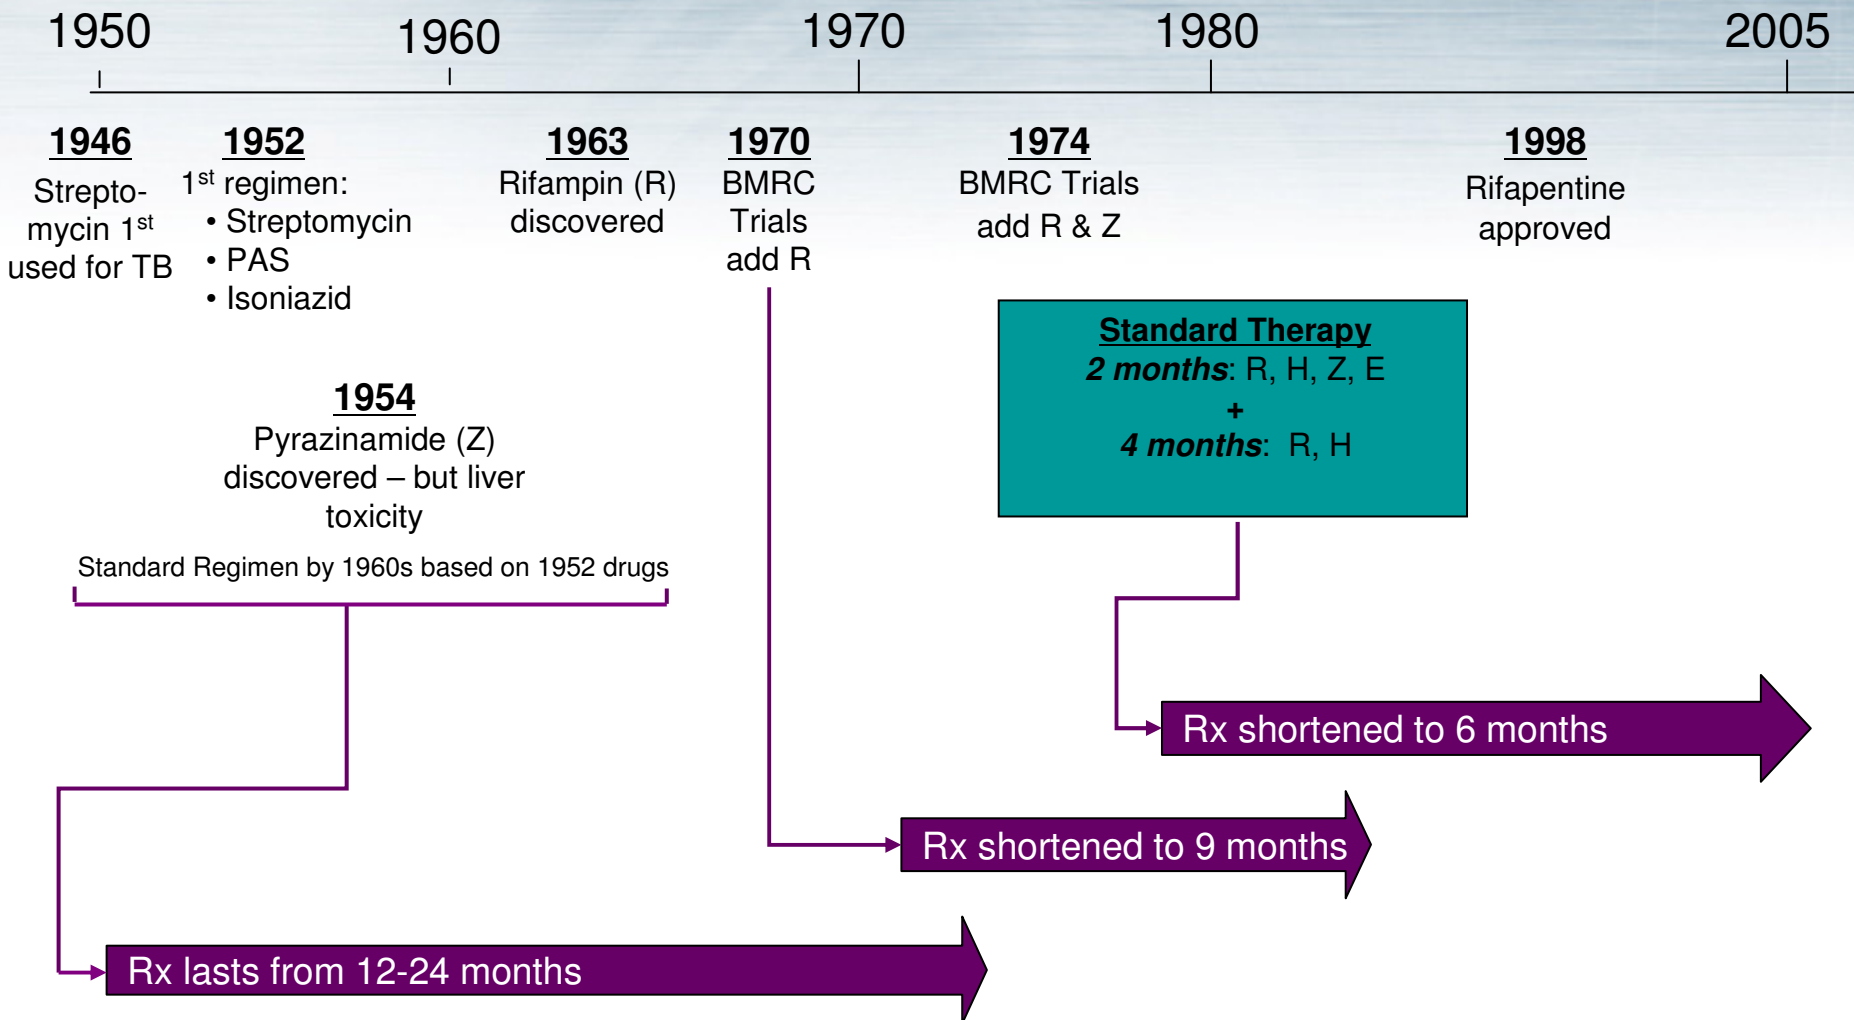 1950
1960
1970
1980
2005
1946
Strepto-
mycin 1st
used for TB
1952
1st regimen:
• Streptomycin
• PAS
• Isoniazid
1963
Rifampin (R)
discovered
1970
BMRC
Trials
add R
1974
BMRC Trials
add R & Z
1998
Rifapentine
approved
1954
Pyrazinamide (Z)
discovered – but liver
toxicity
Standard Regimen by 1960s based on 1952 drugs
Standard Therapy
2 months: R, H, Z, E
+
4 months: R, H
Rx shortened to 6 months
Rx shortened to 9 months
Rx lasts from 12-24 months